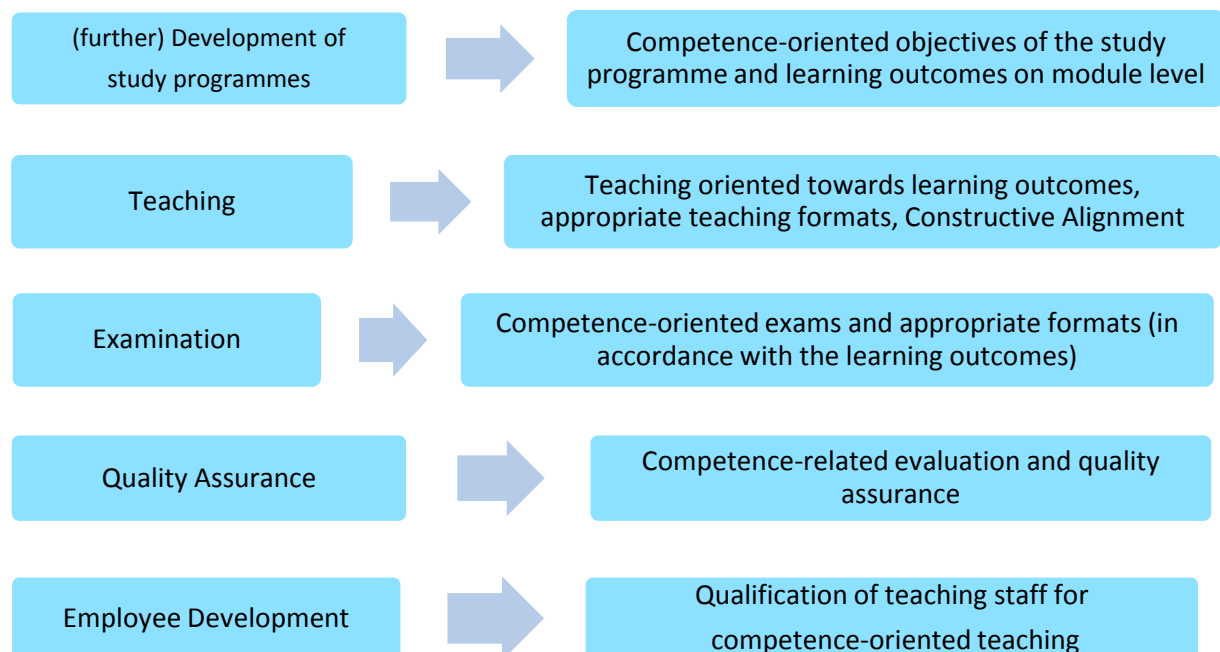 (further) Development of
study programmes
Competence-oriented objectives of the study
programme and learning outcomes on module level
Teaching
Teaching oriented towards learning outcomes,
appropriate teaching formats, Constructive Alignment
Examination
Competence-oriented exams and appropriate formats (in
accordance with the learning outcomes)
Quality Assurance
Competence-related evaluation and quality
assurance
Employee Development
Qualification of teaching staff for
competence-oriented teaching